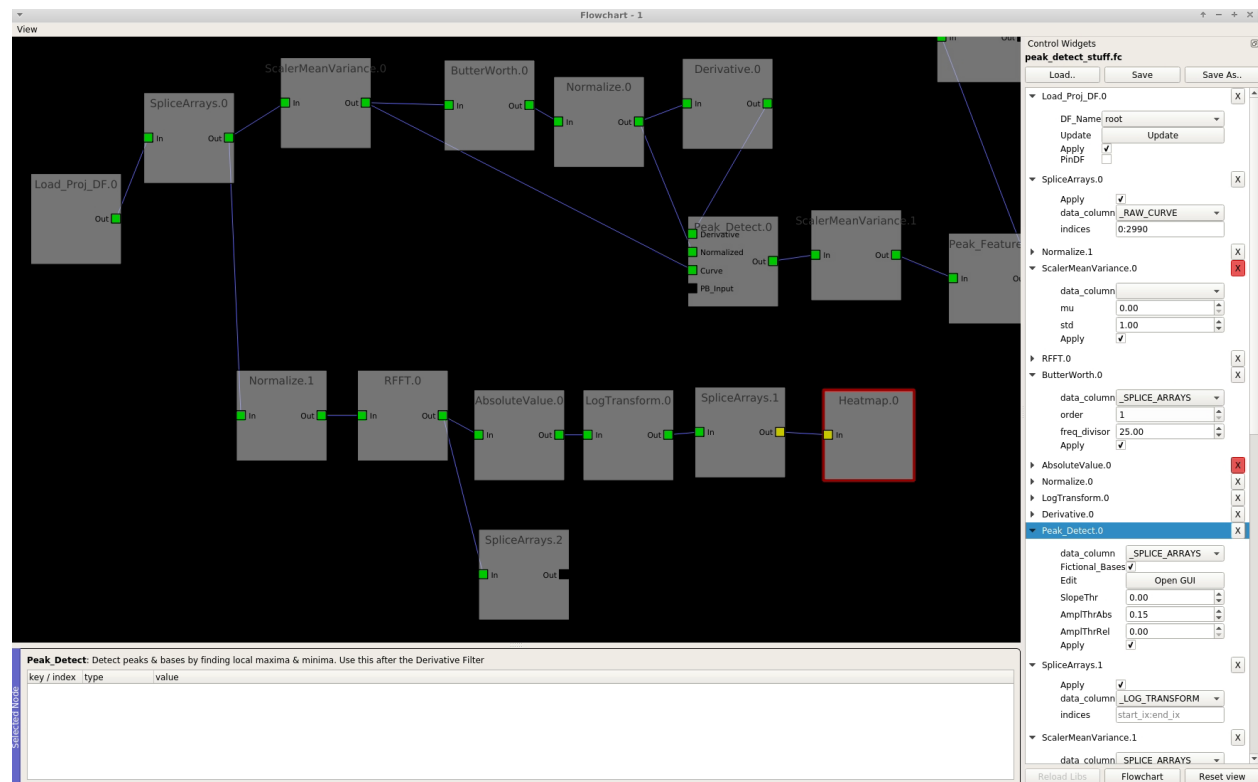 Flowchart - 1
View
ScalerMeanVariance.0
In
Out
ButterWorth.0
In
Out
Derivative.0
In
Out
In
Out
Normalize.0
In
Out
SpliceArrays.0
In
Out
Load_Proj_DF.0
Out
Peak_Detect.0
Derivative
Normalized
Curve
PB_Input
Out
ScalerMeanVariance.1
In
Out
Peak_Feature
In
Normalize.1
In
Out
RFFT.0
In
Out
AbsoluteValue.0
In
Out
LogTransform.0
In
Out
SpliceArrays.1
In
Out
Heatmap.0
In
SpliceArrays.2
In
Out
Selected Node
Peak_Detect: Detect peaks & bases by finding local maxima & minima. Use this after the Derivative Filter
key / index type value
Control Widgets
peak_detect_stuff.fc
Load.. Save Save As..
Load_Proj_DF.0 X
DF_Name root
Update Update
Apply
PinDF
SpliceArrays.0 X
Apply
data_column _RAW_CURVE
indices 0:2990
Normalize.1 X
ScalerMeanVariance.0 X
data_column
mu 0.00
std 1.00
Apply
RFFT.0 X
ButterWorth.0 X
data_column _SPLICE_ARRAYS
order 1
freq_divisor 25.00
Apply
AbsoluteValue.0 X
Normalize.0 X
LogTransform.0 X
Derivative.0 X
Peak_Detect.0 X
data_column _SPLICE_ARRAYS
Fictional_Bases
Edit Open GUI
SlopeThr 0.00
AmplThrAbs 0.15
AmplThrRel 0.00
Apply
SpliceArrays.1 X
Apply
data_column _LOG_TRANSFORM
indices start_ix:end_ix
ScalerMeanVariance.1 X
data_column SPLICE ARRAYS
Reload Libs Flowchart Reset view